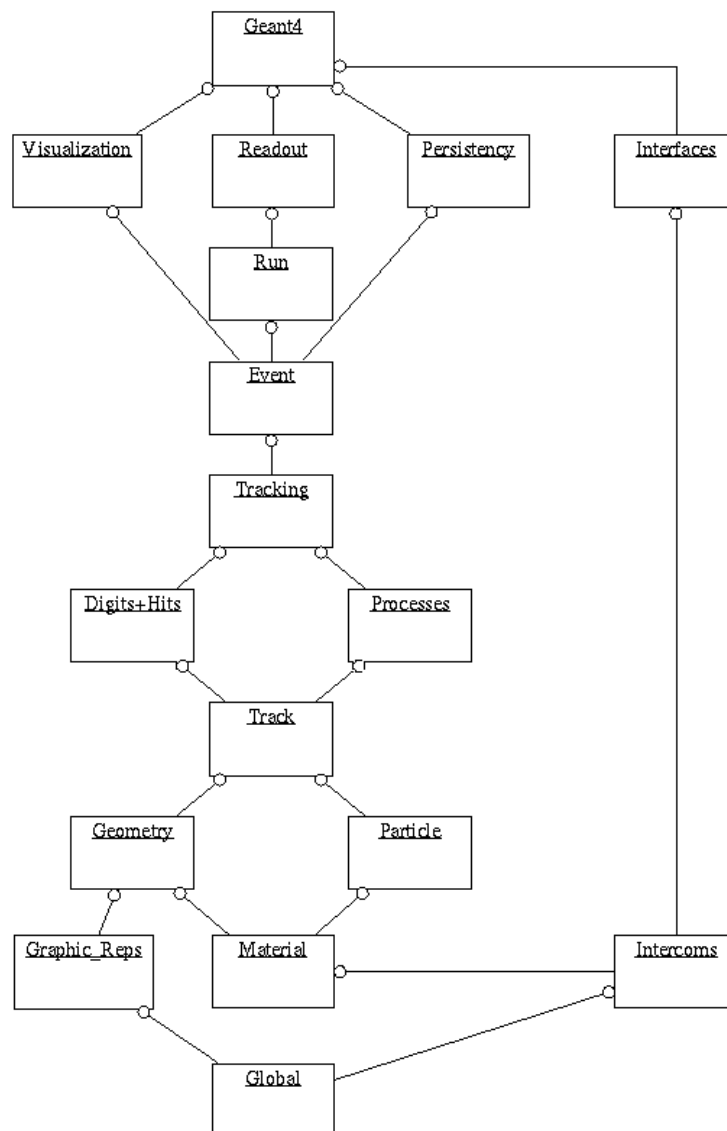 Geant4
Visualization
Readout
Persistency
Interfaces
Run
Event
Tracking
Digits+Hits
Processes
Track
Geometry
Particle
Graphic_Reps
Material
Intercoms
Global